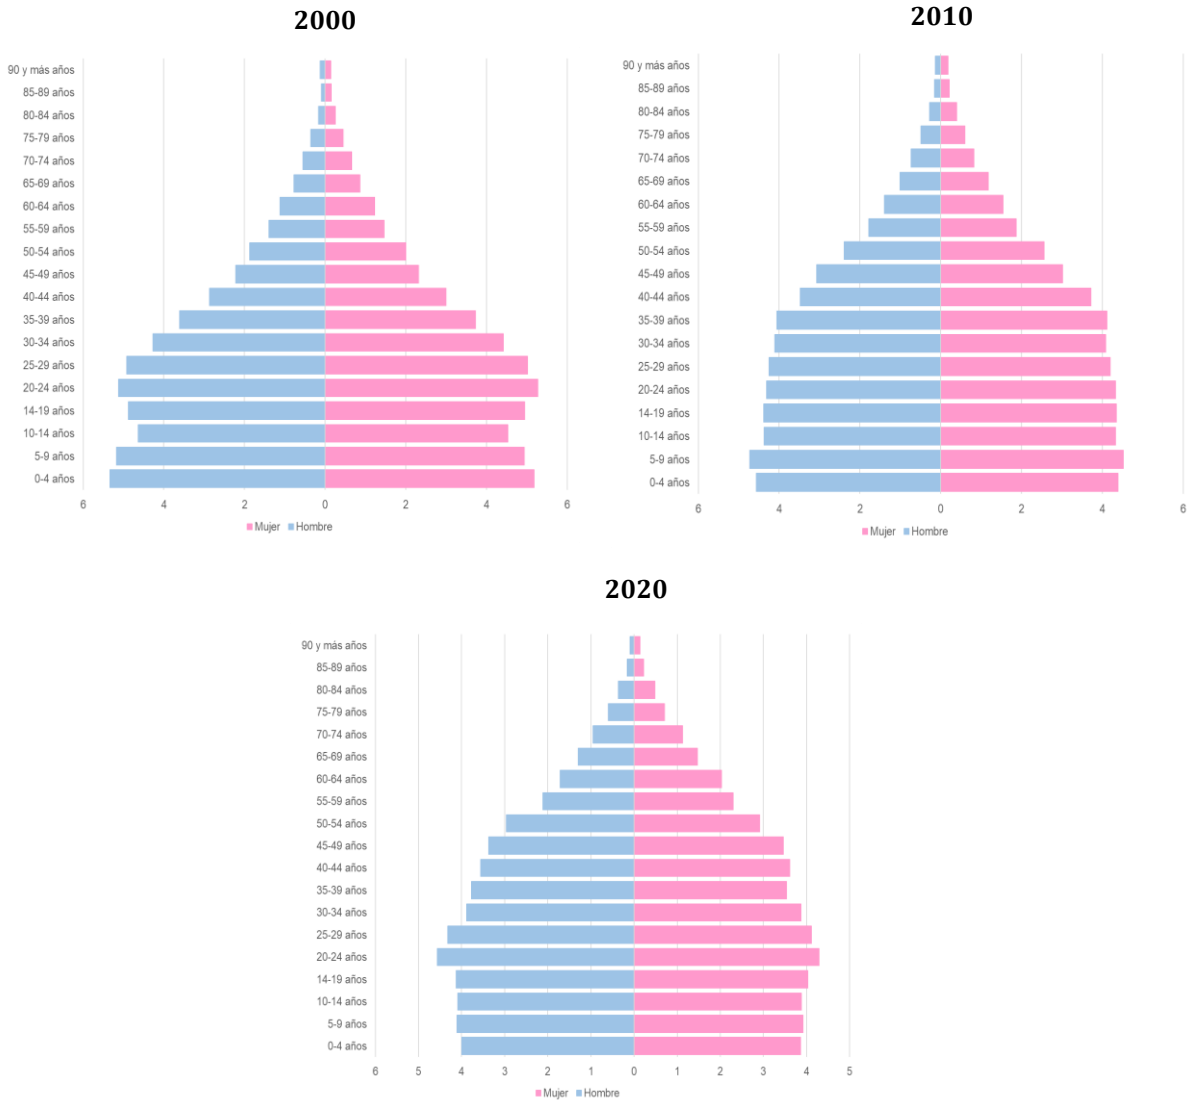 2000
90 y más años
85-89 años
80-84 años
75-79 años
70-74 años
65-69 años
60-64 años
55-59 años
50-54 años
45-49 años
40-44 años
35-39 años
30-34 años
25-29 años
20-24 años
14-19 años
10-14 años
5-9 años
0-4 años
6 4 2 0 2 4 6
Mujer Hombre
2010
90 y más años
85-89 años
80-84 años
75-79 años
70-74 años
65-69 años
60-64 años
55-59 años
50-54 años
45-49 años
40-44 años
35-39 años
30-34 años
25-29 años
20-24 años
14-19 años
10-14 años
5-9 años
0-4 años
6 4 2 0 2 4 6
Mujer Hombre
2020
90 y más años
85-89 años
80-84 años
75-79 años
70-74 años
65-69 años
60-64 años
55-59 años
50-54 años
45-49 años
40-44 años
35-39 años
30-34 años
25-29 años
20-24 años
14-19 años
10-14 años
5-9 años
0-4 años
6 5 4 3 2 1 0 1 2 3 4 5
Mujer Hombre